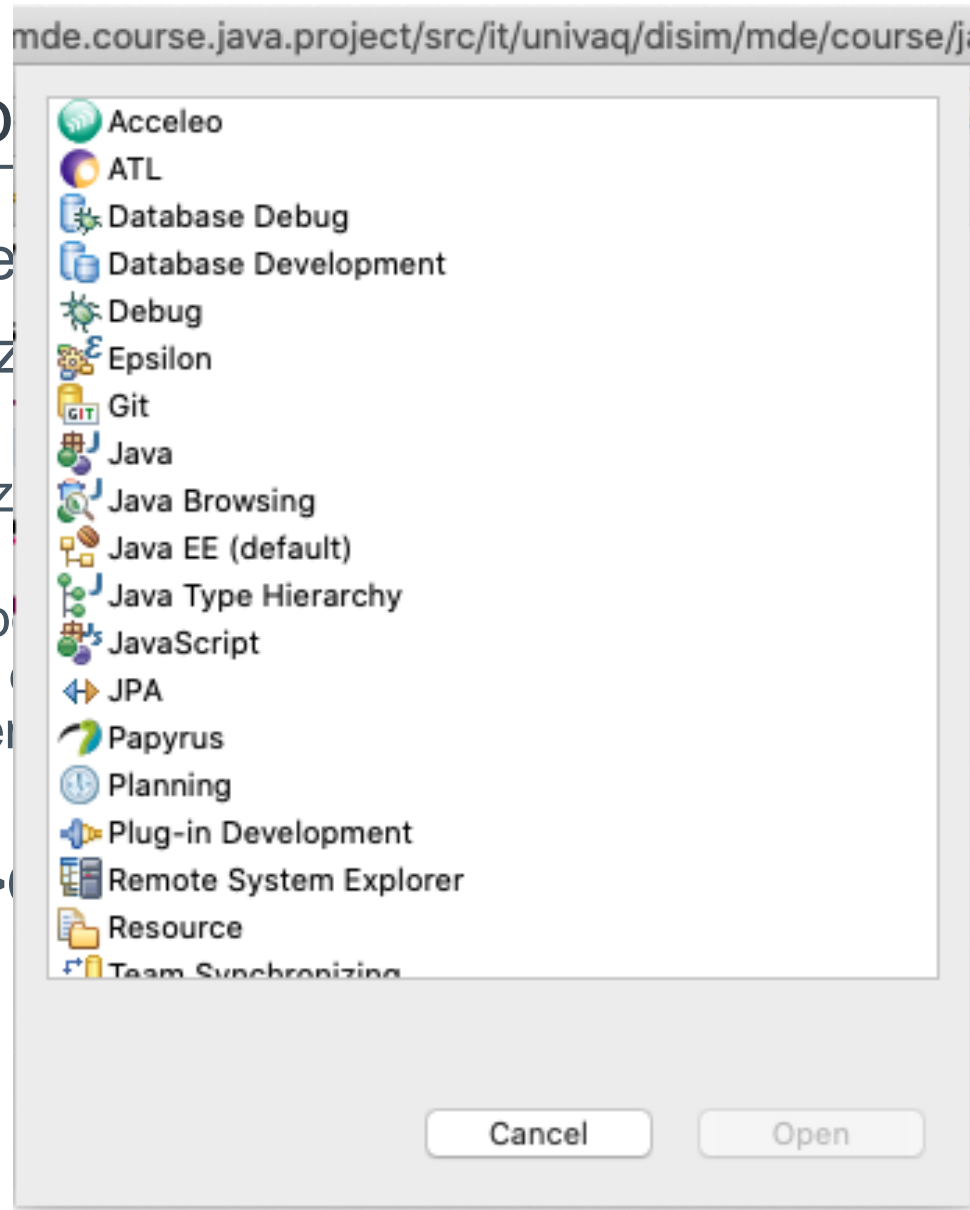 mde.course.java.project/src/it/univaq/disim/mde/course/
Acceleo
ATL
Database Debug
Database Development
Debug
Epsilon
GIT Git
Java
Java Browsing
Java EE (default)
Java Type Hierarchy
JavaScript
JPA
Papyrus
Planning
Plug-in Development
Remote System Explorer
Resource
Team Synchronizing
Cancel
Open